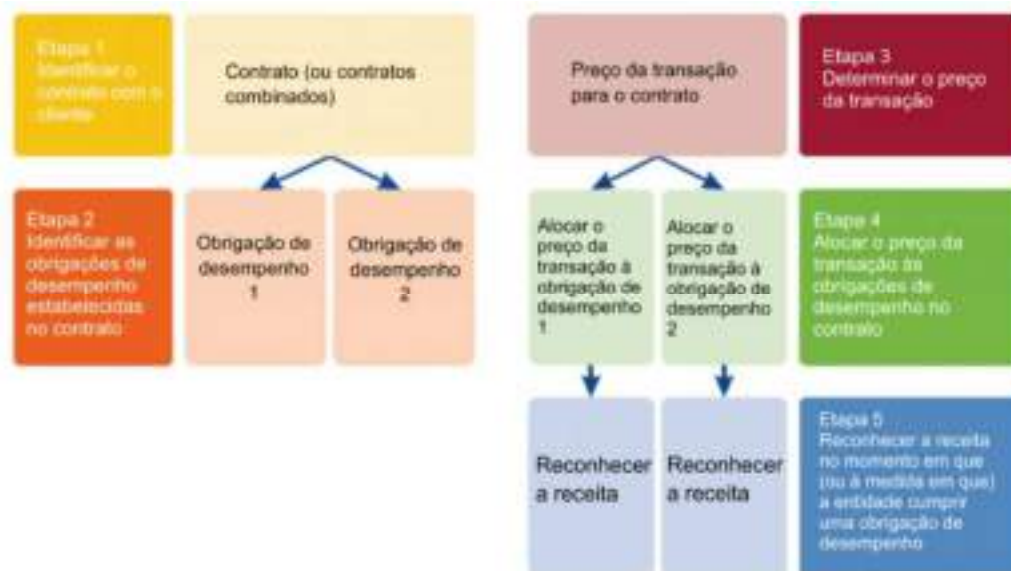 Etapa 1
Identificar o
contrato com o
cliente
Contrato (ou contratos
combinados)
Preço da transação
para o contrato
Etapa 3
Determinar o preço
da transação
Etapa 2
Identificar as
obrigações de
desempenho
estabelecidas
no contrato
Obrigação de
desempenho
1
Obrigação de
desempenho
2
Alocar o
preço da
transação à
obrigação de
desempenho
1
Alocar o
preço da
transação à
obrigação de
desempenho
2
Etapa 4
Alocar o preço da
transação às
obrigações de
desempenho no
contrato
Reconhecer
a receita
Reconhecer
a receita
Etapa 5
Reconhecer a receita
no momento em que
(ou à medida em que)
a entidade cumprir
uma obrigação de
desempenho